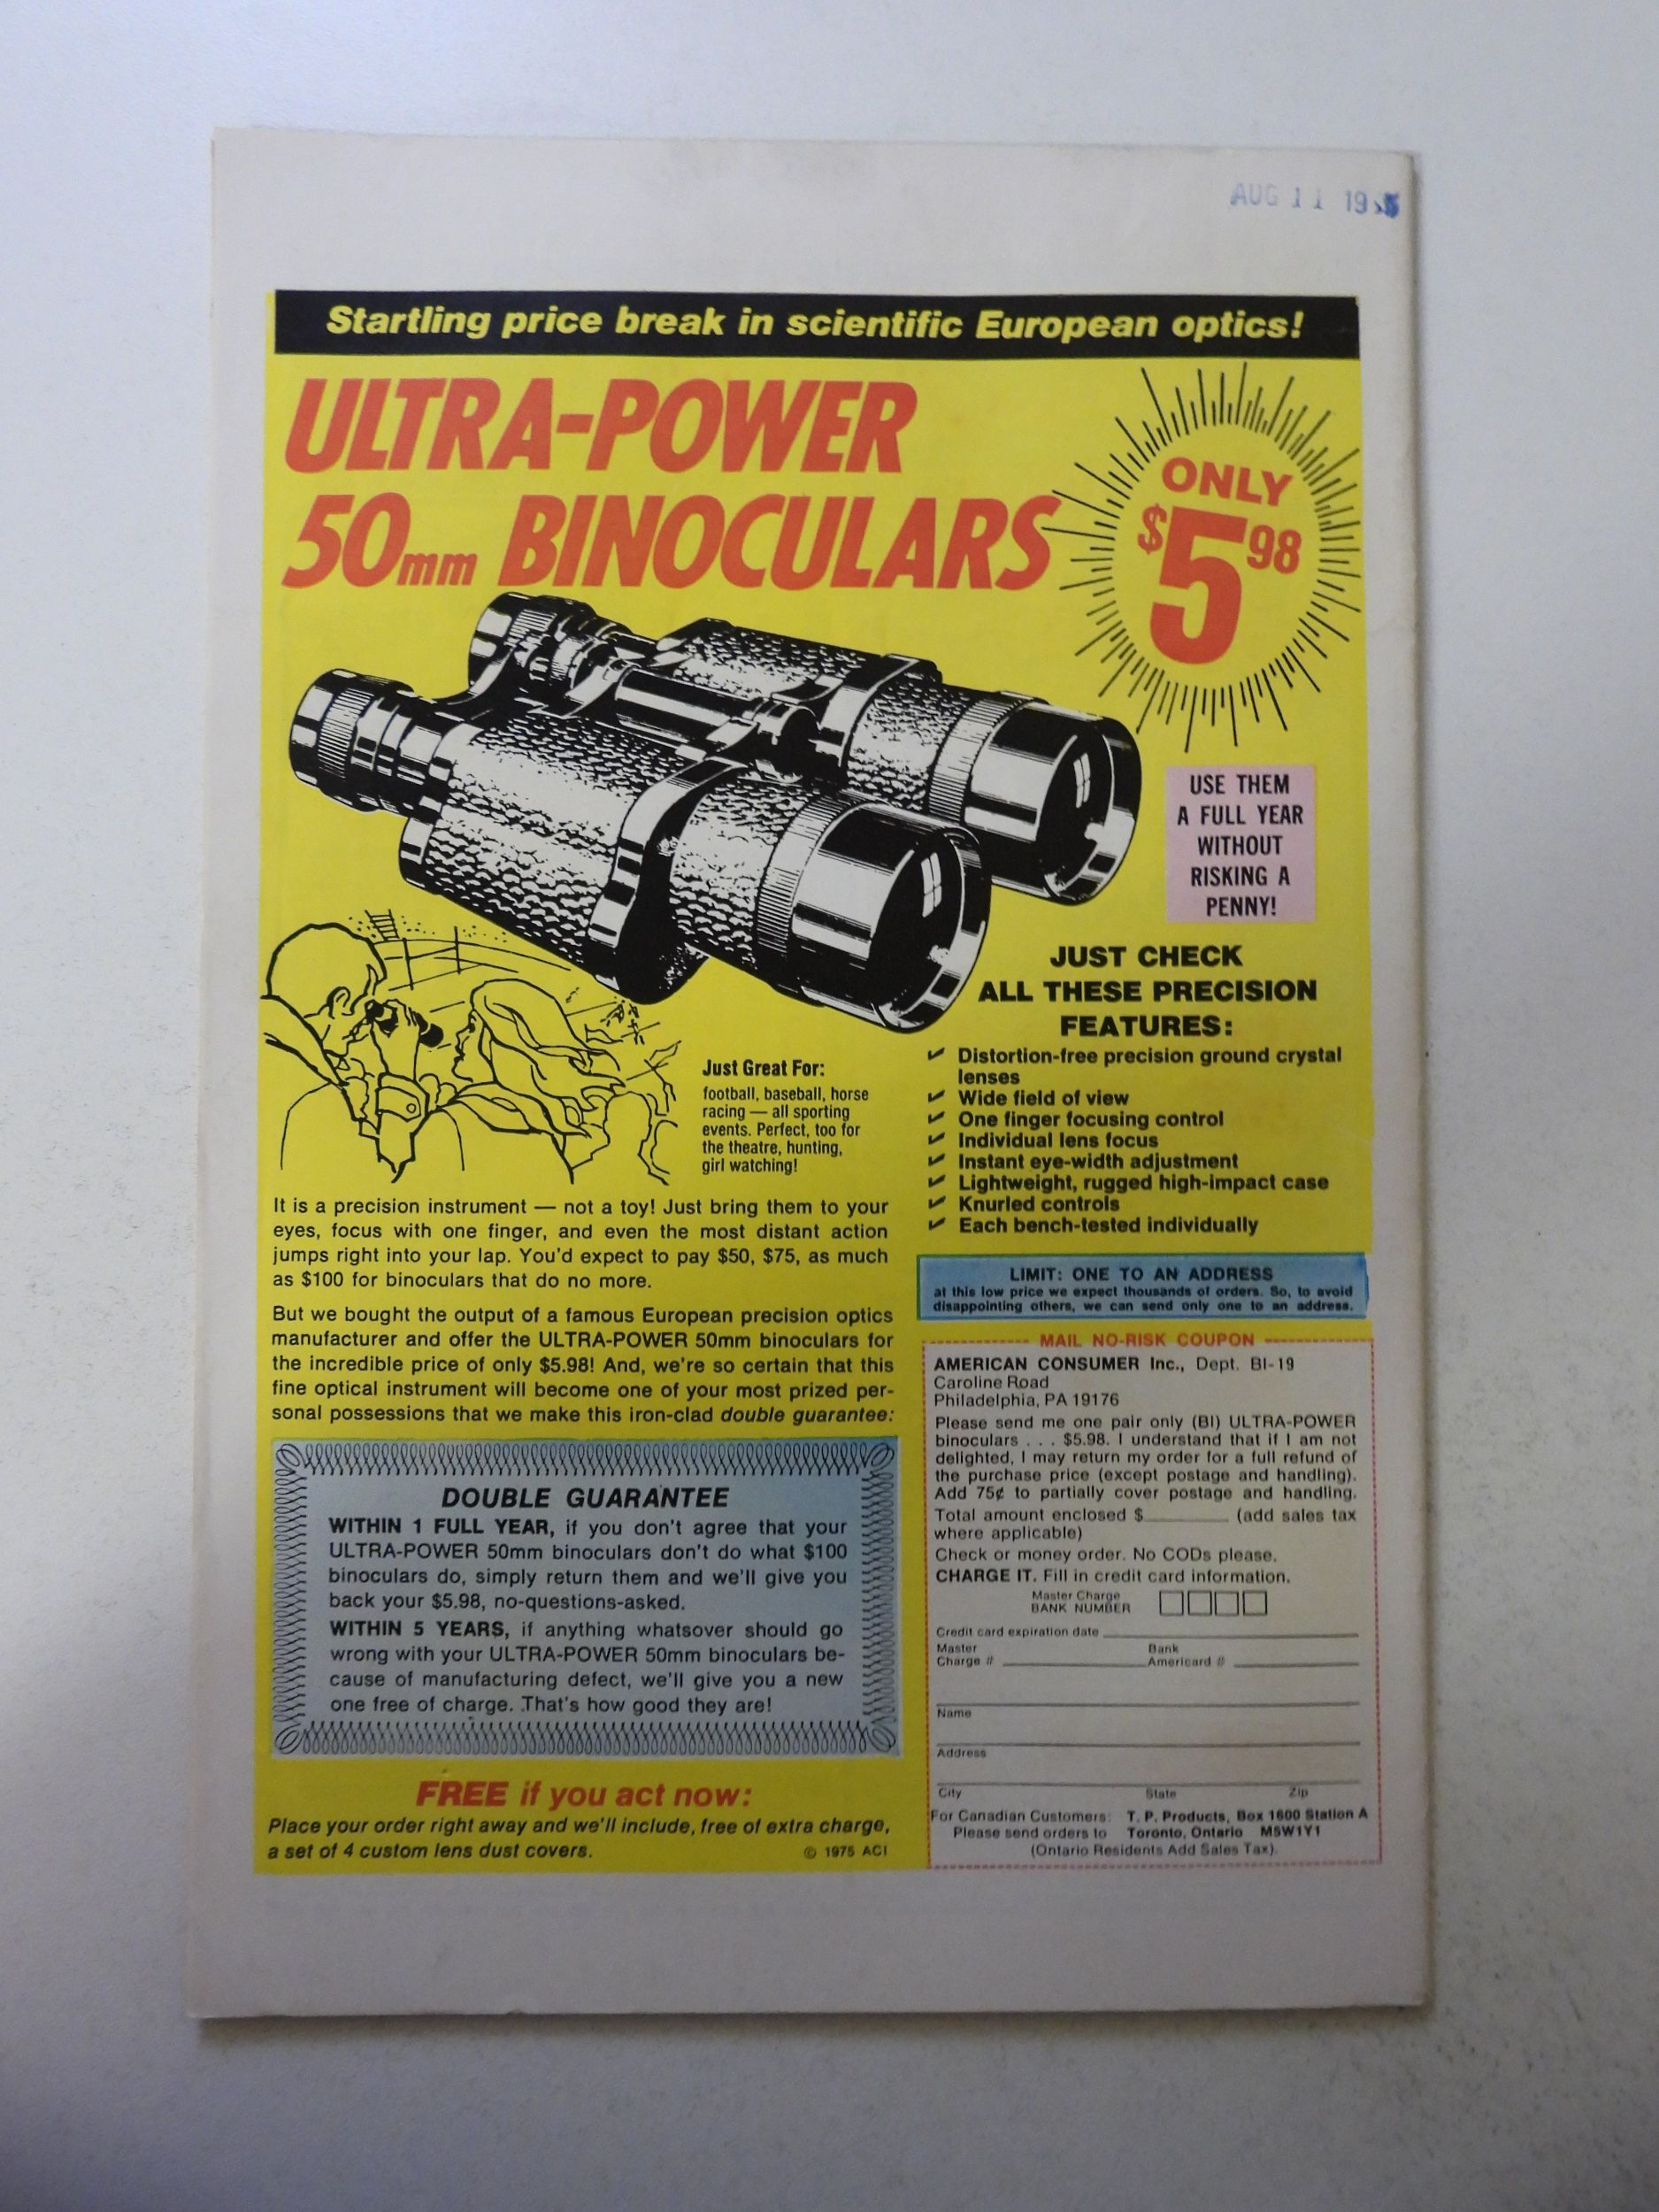 AUG 11 19
Startling price break in scientific European optics!
ULTRA-POWER
50mm BINOCULARS
ONLY
$5.98
USE THEM
A FULL YEAR
WITHOUT
RISKING A
PENNY!
JUST CHECK
ALL THESE PRECISION
FEATURES:
✔ Distortion-free precision ground crystal
lenses
✔ Wide field of view
✔ One finger focusing control
✔ Individual lens focus
✔ Instant eye-width adjustment
✔ Lightweight, rugged high-impact case
✔ Knurled controls
✔ Each bench-tested individually
Just Great For:
football, baseball, horse
racing — all sporting
events. Perfect, too for
the theatre, hunting,
girl watching!
It is a precision instrument — not a toy! Just bring them to your
eyes, focus with one finger, and even the most distant action
jumps right into your lap. You'd expect to pay $50, $75, as much
as $100 for binoculars that do no more.
But we bought the output of a famous European precision optics
manufacturer and offer the ULTRA-POWER 50mm binoculars for
the incredible price of only $5.98! And, we're so certain that this
fine optical instrument will become one of your most prized per-
sonal possessions that we make this iron-clad double guarantee:
DOUBLE GUARANTEE
WITHIN 1 FULL YEAR, if you don't agree that your
ULTRA-POWER 50mm binoculars don't do what $100
binoculars do, simply return them and we'll give you
back your $5.98, no-questions-asked.
WITHIN 5 YEARS, if anything whatsover should go
wrong with your ULTRA-POWER 50mm binoculars be-
cause of manufacturing defect, we'll give you a new
one free of charge. That's how good they are!
FREE if you act now:
Place your order right away and we'll include, free of extra charge,
a set of 4 custom lens dust covers.
© 1975 ACI
LIMIT: ONE TO AN ADDRESS
at this low price we expect thousands of orders. So, to avoid
disappointing others, we can send only one to an address.
MAIL NO-RISK COUPON
AMERICAN CONSUMER Inc., Dept. BI-19
Caroline Road
Philadelphia, PA 19176
Please send me one pair only (BI) ULTRA-POWER
binoculars . . . $5.98. I understand that if I am not
delighted, I may return my order for a full refund of
the purchase price (except postage and handling).
Add 75¢ to partially cover postage and handling.
Total amount enclosed $ (add sales tax
where applicable)
Check or money order. No CODs please.
CHARGE IT. Fill in credit card information.
Master Charge
BANK NUMBER
Credit card expiration date
Master Bank
Charge # Americard #
Name
Address
City State Zip
For Canadian Customers: T. P. Products, Box 1600 Station A
Please send orders to Toronto, Ontario M5W1Y1
(Ontario Residents Add Sales Tax).